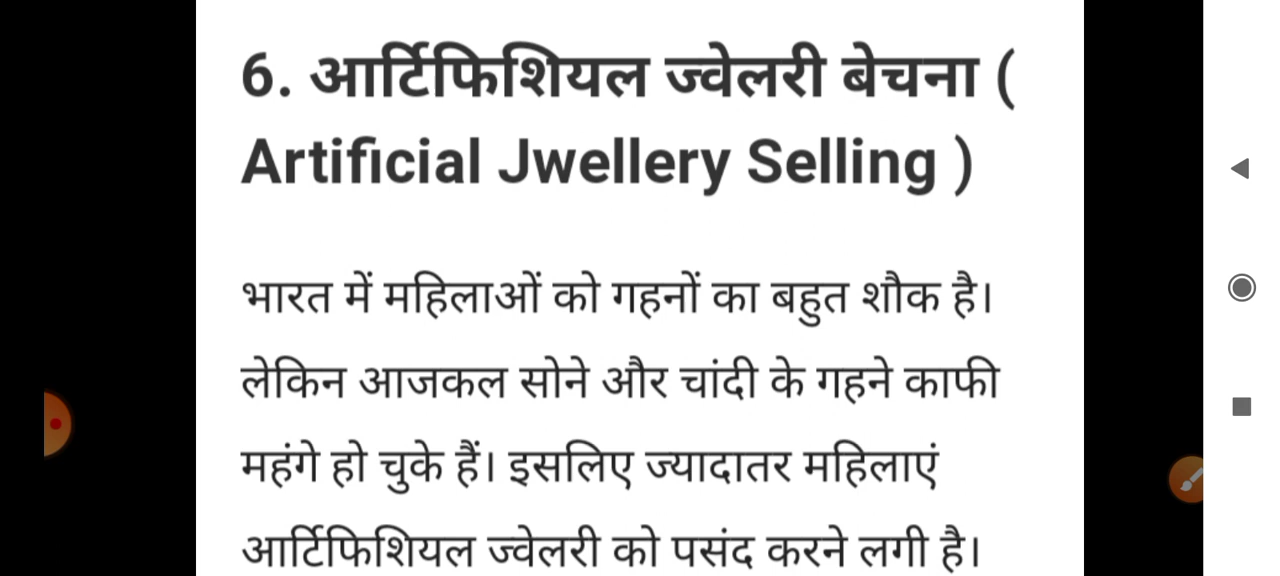 6. आर्टिफिशियल ज्वेलरी बेचना (
Artificial Jwellery Selling )
भारत में महिलाओं को गहनों का बहुत शौक है।
लेकिन आजकल सोने और चांदी के गहने काफी
महंगे हो चुके हैं। इसलिए ज्यादातर महिलाएं
आर्टिफिशियल ज्वेलरी को पसंद करने लगी है।